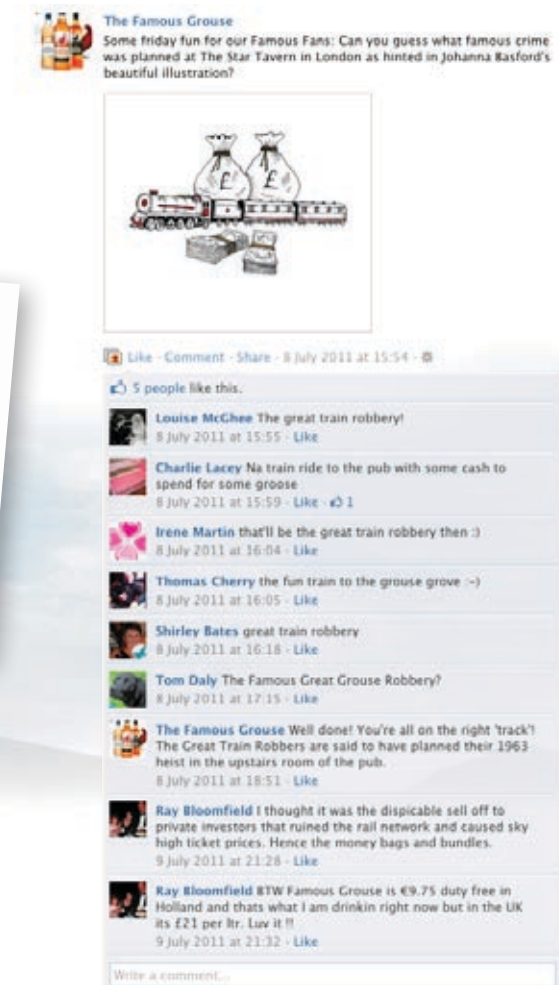 The Famous Grouse
Some friday fun for our Famous Fans: Can you guess what famous crime
was planned at The Star Tavern in London as hinted in Johanna Basford's
beautiful illustration?
£ £
Like · Comment · Share · 8 July 2011 at 15:54 ·
5 people like this.
Louise McGhee The great train robbery!
8 July 2011 at 15:55 · Like
Charlie Lacey Na train ride to the pub with some cash to
spend for some groose
8 July 2011 at 15:59 · Like · 1
Irene Martin that'll be the great train robbery then :)
8 July 2011 at 16:04 · Like
Thomas Cherry the fun train to the grouse grove :-)
8 July 2011 at 16:05 · Like
Shirley Bates great train robbery
8 July 2011 at 16:18 · Like
Tom Daly The Famous Great Grouse Robbery?
8 July 2011 at 17:15 · Like
The Famous Grouse Well done! You're all on the right 'track'!
The Great Train Robbers are said to have planned their 1963
heist in the upstairs room of the pub.
8 July 2011 at 18:51 · Like
Ray Bloomfield I thought it was the dispicable sell off to
private investors that ruined the rail network and caused sky
high ticket prices. Hence the money bags and bundles.
9 July 2011 at 21:28 · Like
Ray Bloomfield BTW Famous Grouse is €9.75 duty free in
Holland and thats what I am drinkin right now but in the UK
its £21 per ltr. Luv it !!
9 July 2011 at 21:32 · Like
Write a comment...